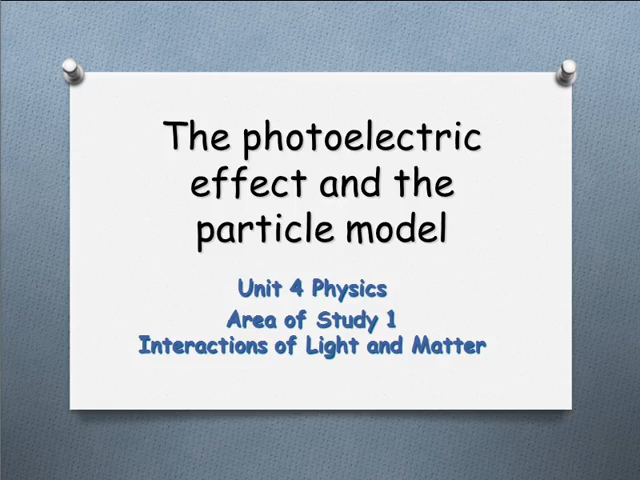 The photoelectric
effect and the
particle model
Unit 4 Physics
Area of Study 1
Interactions of Light and Matter